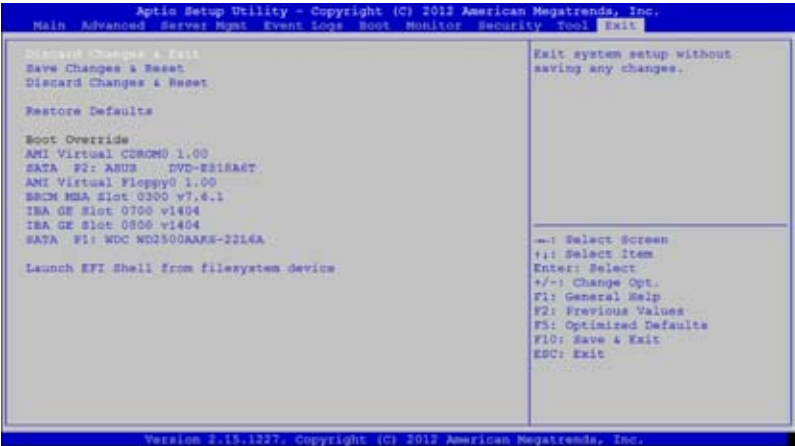 Aptio Setup Utility - Copyright (C) 2012 American Megatrends, Inc.
Main Advanced Server Mgmt Event Logs Boot Monitor Security Tool Exit
Discard Changes & Exit
Save Changes & Reset
Discard Changes & Reset
Restore Defaults
Boot Override
AMI Virtual CDROM0 1.00
SATA P2: ASUS DVD-E818A6T
AMI Virtual Floppy0 1.00
BRCM MBA Slot 0300 v7.6.1
IBA GE Slot 0700 v1404
IBA GE Slot 0800 v1404
SATA P1: WDC WD2500AAKS-22L6A
Launch EFI Shell from filesystem device
Exit system setup without
saving any changes.
→←: Select Screen
↑↓: Select Item
Enter: Select
+/-: Change Opt.
F1: General Help
F2: Previous Values
F5: Optimized Defaults
F10: Save & Exit
ESC: Exit
Version 2.15.1227. Copyright (C) 2012 American Megatrends, Inc.